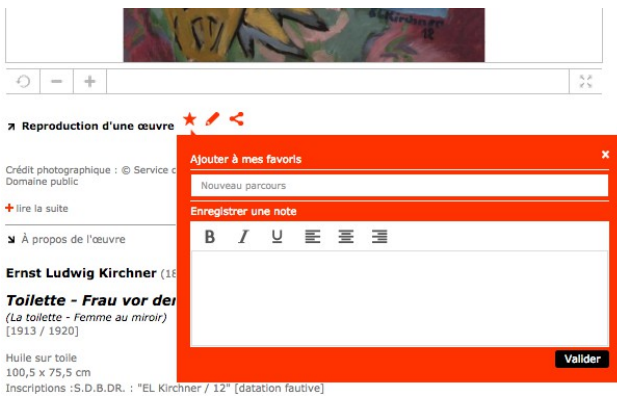 ELKirchner
12
Reproduction d'une œuvre
Ajouter à mes favoris x
Crédit photographique : © Service
Domaine public
Nouveau parcours
+ lire la suite
Enregistrer une note
À propos de l'œuvre
B I U
Ernst Ludwig Kirchner (18
Toilette - Frau vor der
(La toilette - Femme au miroir)
[1913 / 1920]
Huile sur toile
Valider
100,5 x 75,5 cm
Inscriptions :S.D.B.DR. : "EL Kirchner / 12" [datation fautive]